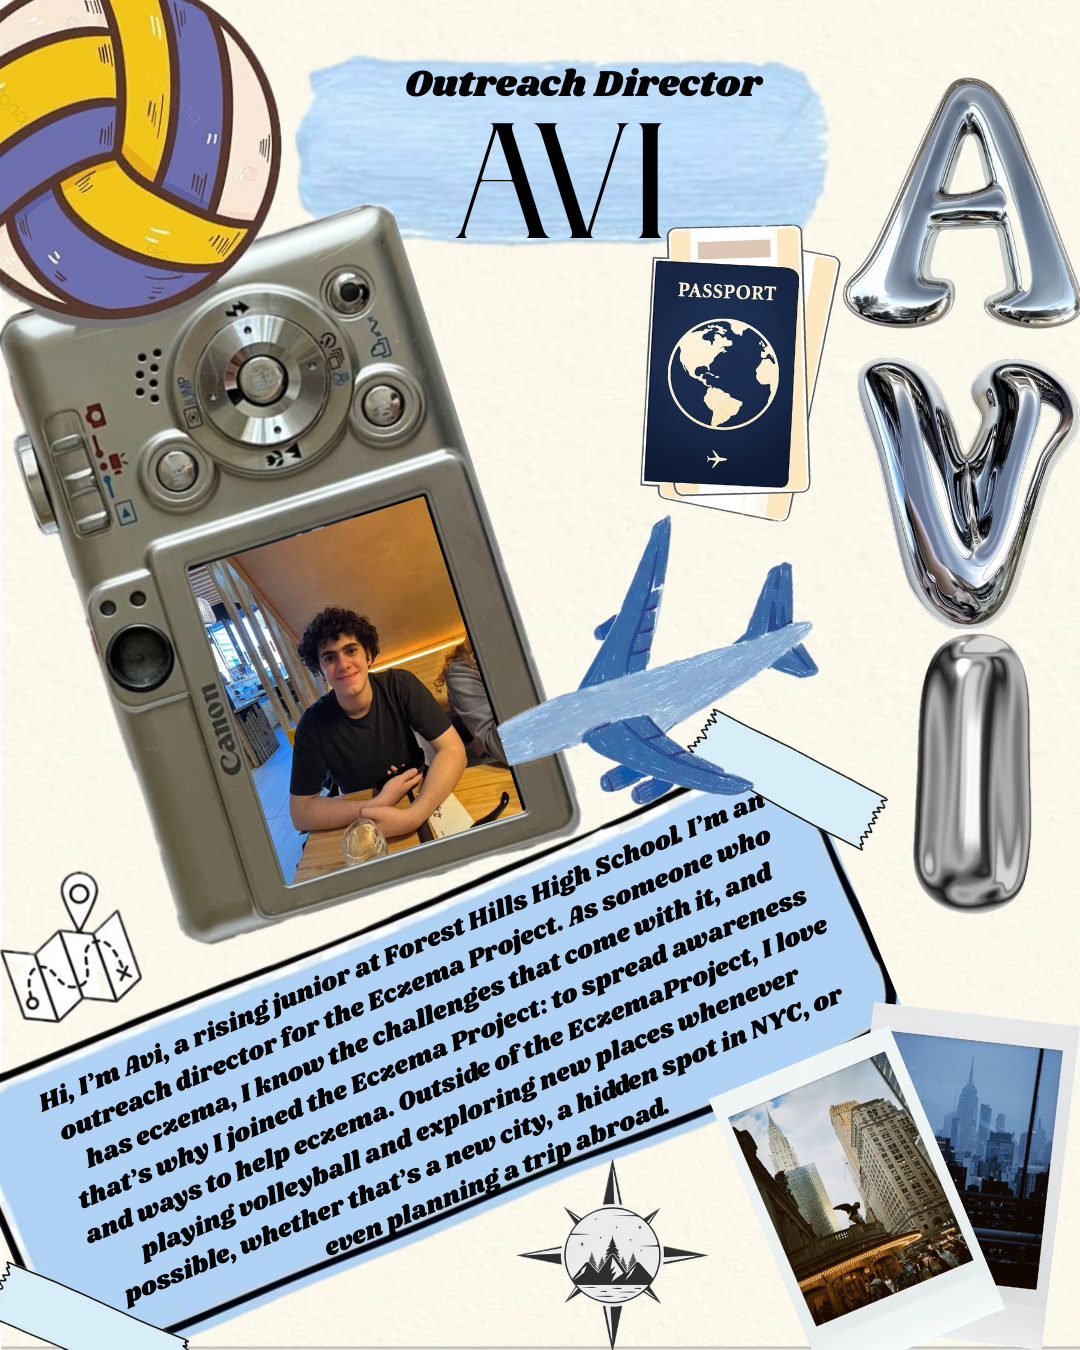 Outreach Director
AVI
A
V
I
PASSPORT
Canon
Hi, I'm Avi, a rising junior at Forest Hills High School. I'm an
outreach director for the Eczema Project. As someone who
has eczema, I know the challenges that come with it, and
that's why I joined the Eczema Project: to spread awareness
and ways to help eczema. Outside of the EczemaProject, I love
playing volleyball and exploring new places whenever
possible, whether that's a new city, a hidden spot in NYC, or
even planning a trip abroad.